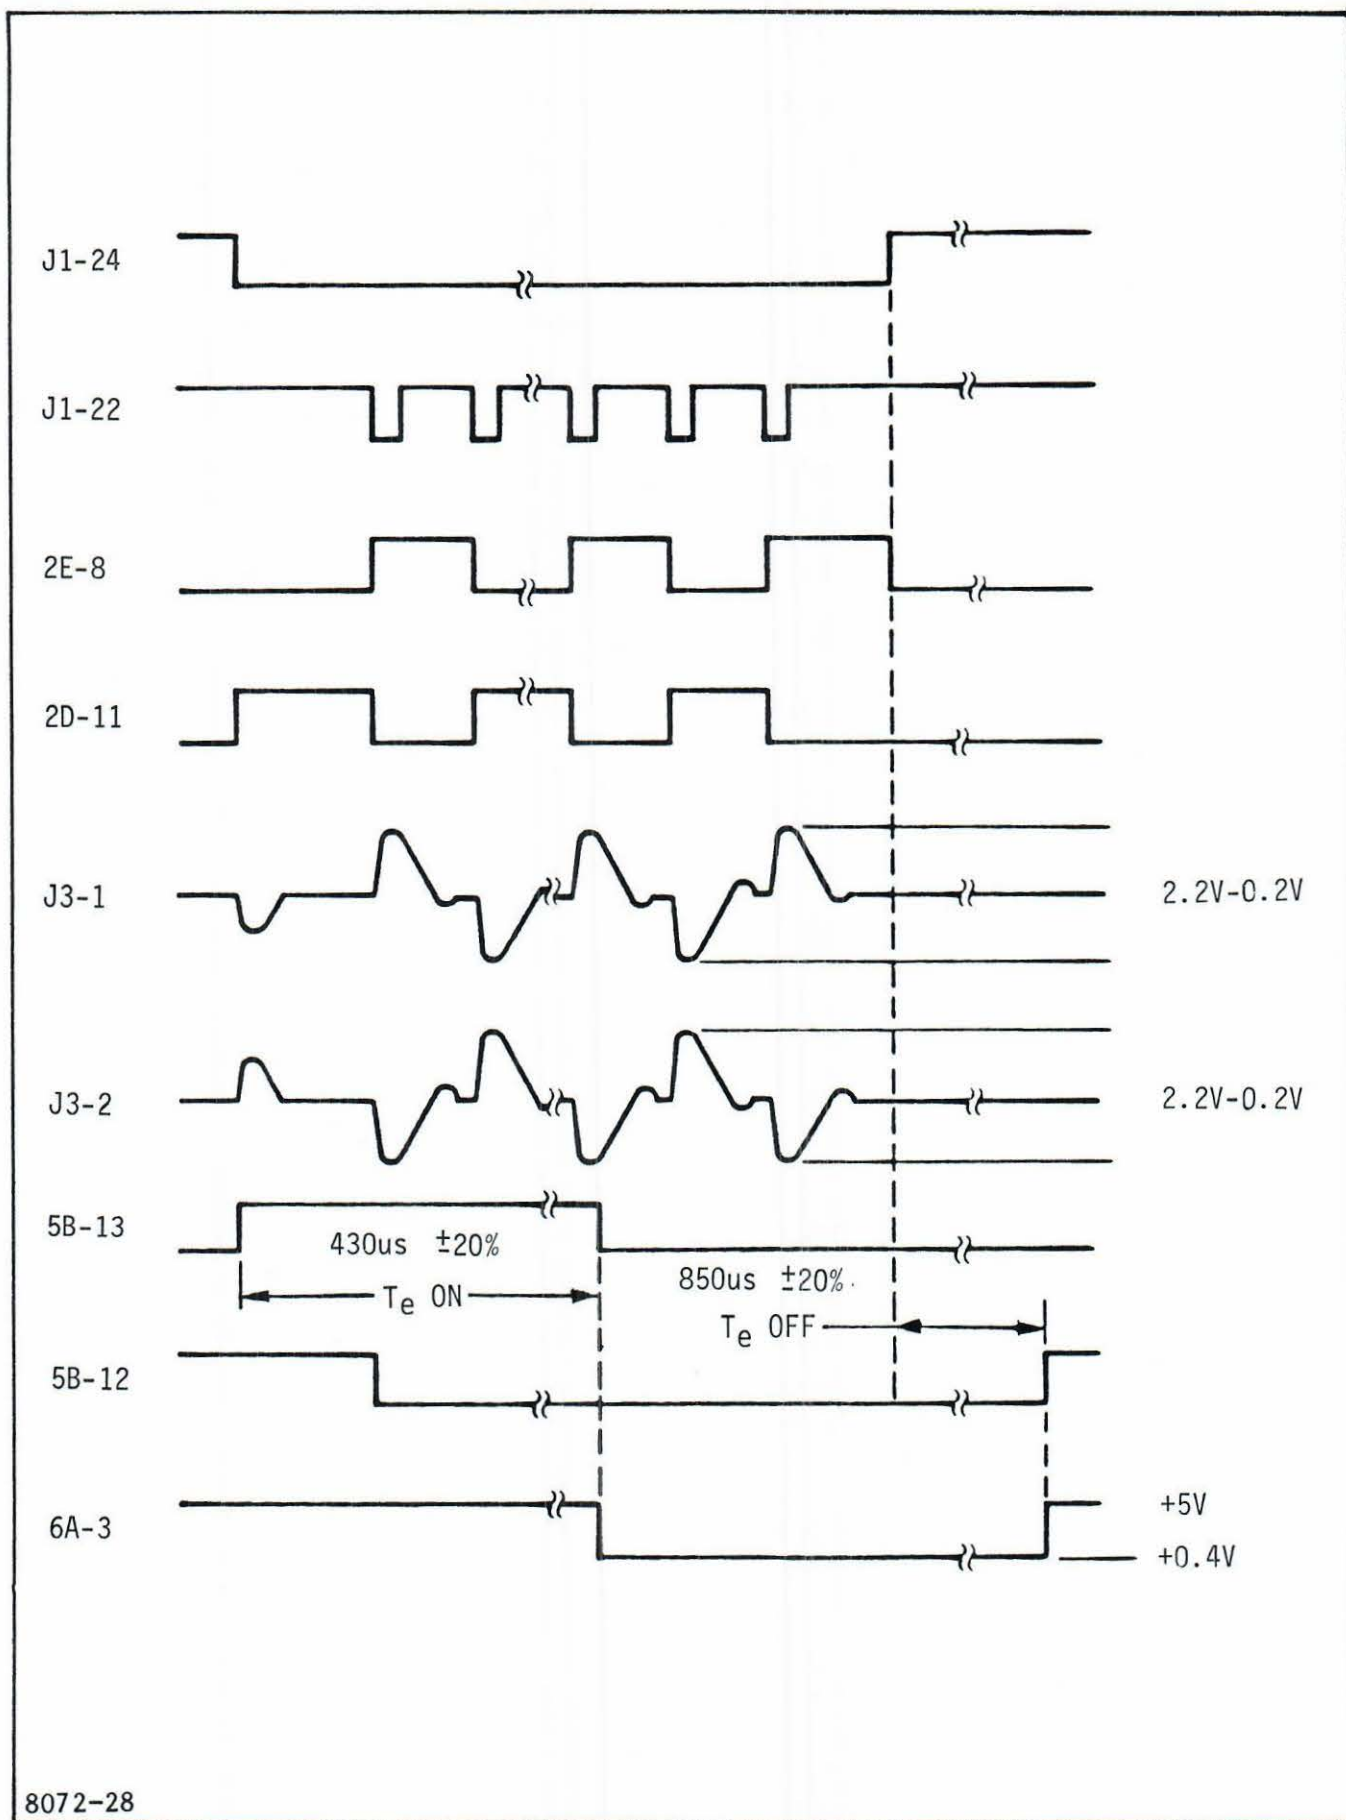 J1-24
J1-22
2E-8
2D-11
J3-1
2.2V-0.2V
J3-2
2.2V-0.2V
5B-13
430us ±20%
Te ON
850us ±20%
Te OFF
5B-12
6A-3
+5V
+0.4V
8072-28